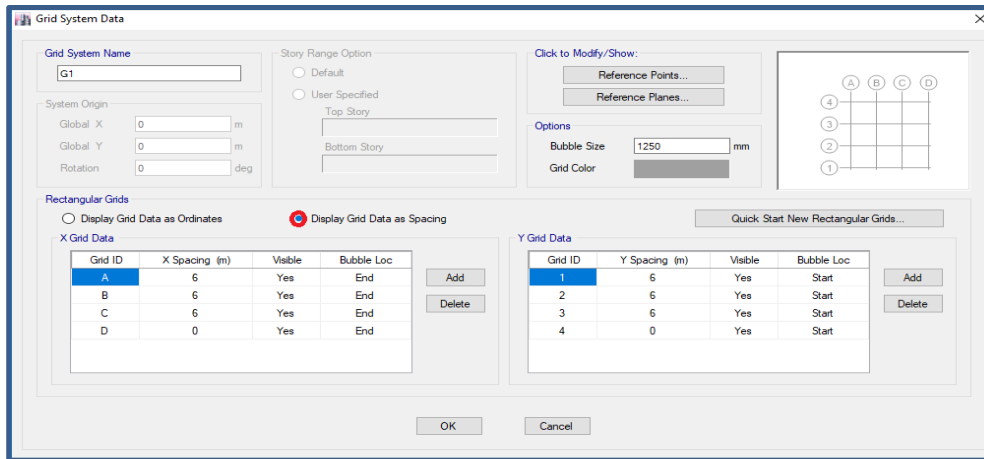 Grid System Data
Grid System Name
G1
System Origin
Global X 0 m
Global Y 0 m
Rotation 0 deg
Story Range Option
Default
User Specified
Top Story
Bottom Story
Click to Modify/Show:
Reference Points...
Reference Planes...
Options
Bubble Size 1250 mm
Grid Color
A B C D
4
3
2
1
Rectangular Grids
Display Grid Data as Ordinates Display Grid Data as Spacing Quick Start New Rectangular Grids...
X Grid Data
Grid ID X Spacing (m) Visible Bubble Loc
A 6 Yes End
B 6 Yes End
C 6 Yes End
D 0 Yes End
Add
Delete
Y Grid Data
Grid ID Y Spacing (m) Visible Bubble Loc
1 6 Yes Start
2 6 Yes Start
3 6 Yes Start
4 0 Yes Start
Add
Delete
OK Cancel